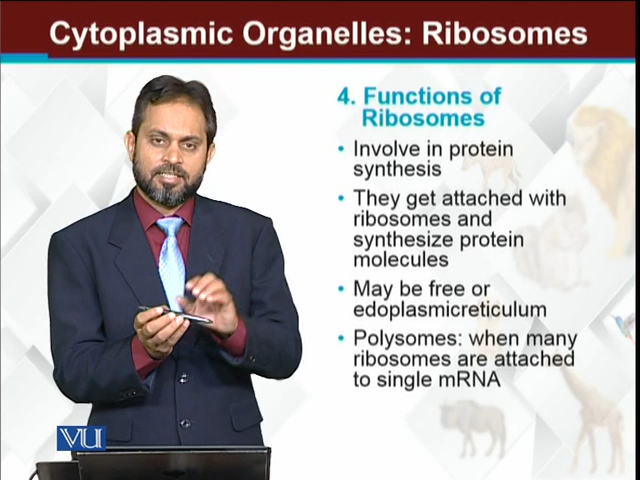 Cytoplasmic Organelles: Ribosomes
4. Functions of
Ribosomes
• Involve in protein
synthesis
• They get attached with
ribosomes and
synthesize protein
molecules
• May be free or
edoplasmicreticulum
• Polysomes: when many
ribosomes are attached
to single mRNA
VU